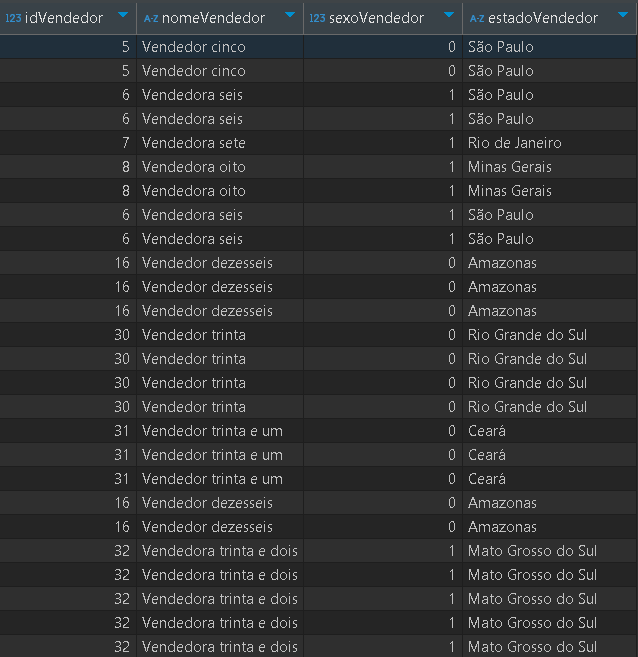 123 idVendedor A-Z nomeVendedor 123 sexoVendedor A-Z estadoVendedor
5 Vendedor cinco 0 São Paulo
5 Vendedor cinco 0 São Paulo
6 Vendedora seis 1 São Paulo
6 Vendedora seis 1 São Paulo
7 Vendedora sete 1 Rio de Janeiro
8 Vendedora oito 1 Minas Gerais
8 Vendedora oito 1 Minas Gerais
6 Vendedora seis 1 São Paulo
6 Vendedora seis 1 São Paulo
16 Vendedor dezesseis 0 Amazonas
16 Vendedor dezesseis 0 Amazonas
16 Vendedor dezesseis 0 Amazonas
30 Vendedor trinta 0 Rio Grande do Sul
30 Vendedor trinta 0 Rio Grande do Sul
30 Vendedor trinta 0 Rio Grande do Sul
30 Vendedor trinta 0 Rio Grande do Sul
31 Vendedor trinta e um 0 Ceará
31 Vendedor trinta e um 0 Ceará
31 Vendedor trinta e um 0 Ceará
16 Vendedor dezesseis 0 Amazonas
16 Vendedor dezesseis 0 Amazonas
32 Vendedora trinta e dois 1 Mato Grosso do Sul
32 Vendedora trinta e dois 1 Mato Grosso do Sul
32 Vendedora trinta e dois 1 Mato Grosso do Sul
32 Vendedora trinta e dois 1 Mato Grosso do Sul
32 Vendedora trinta e dois 1 Mato Grosso do Sul